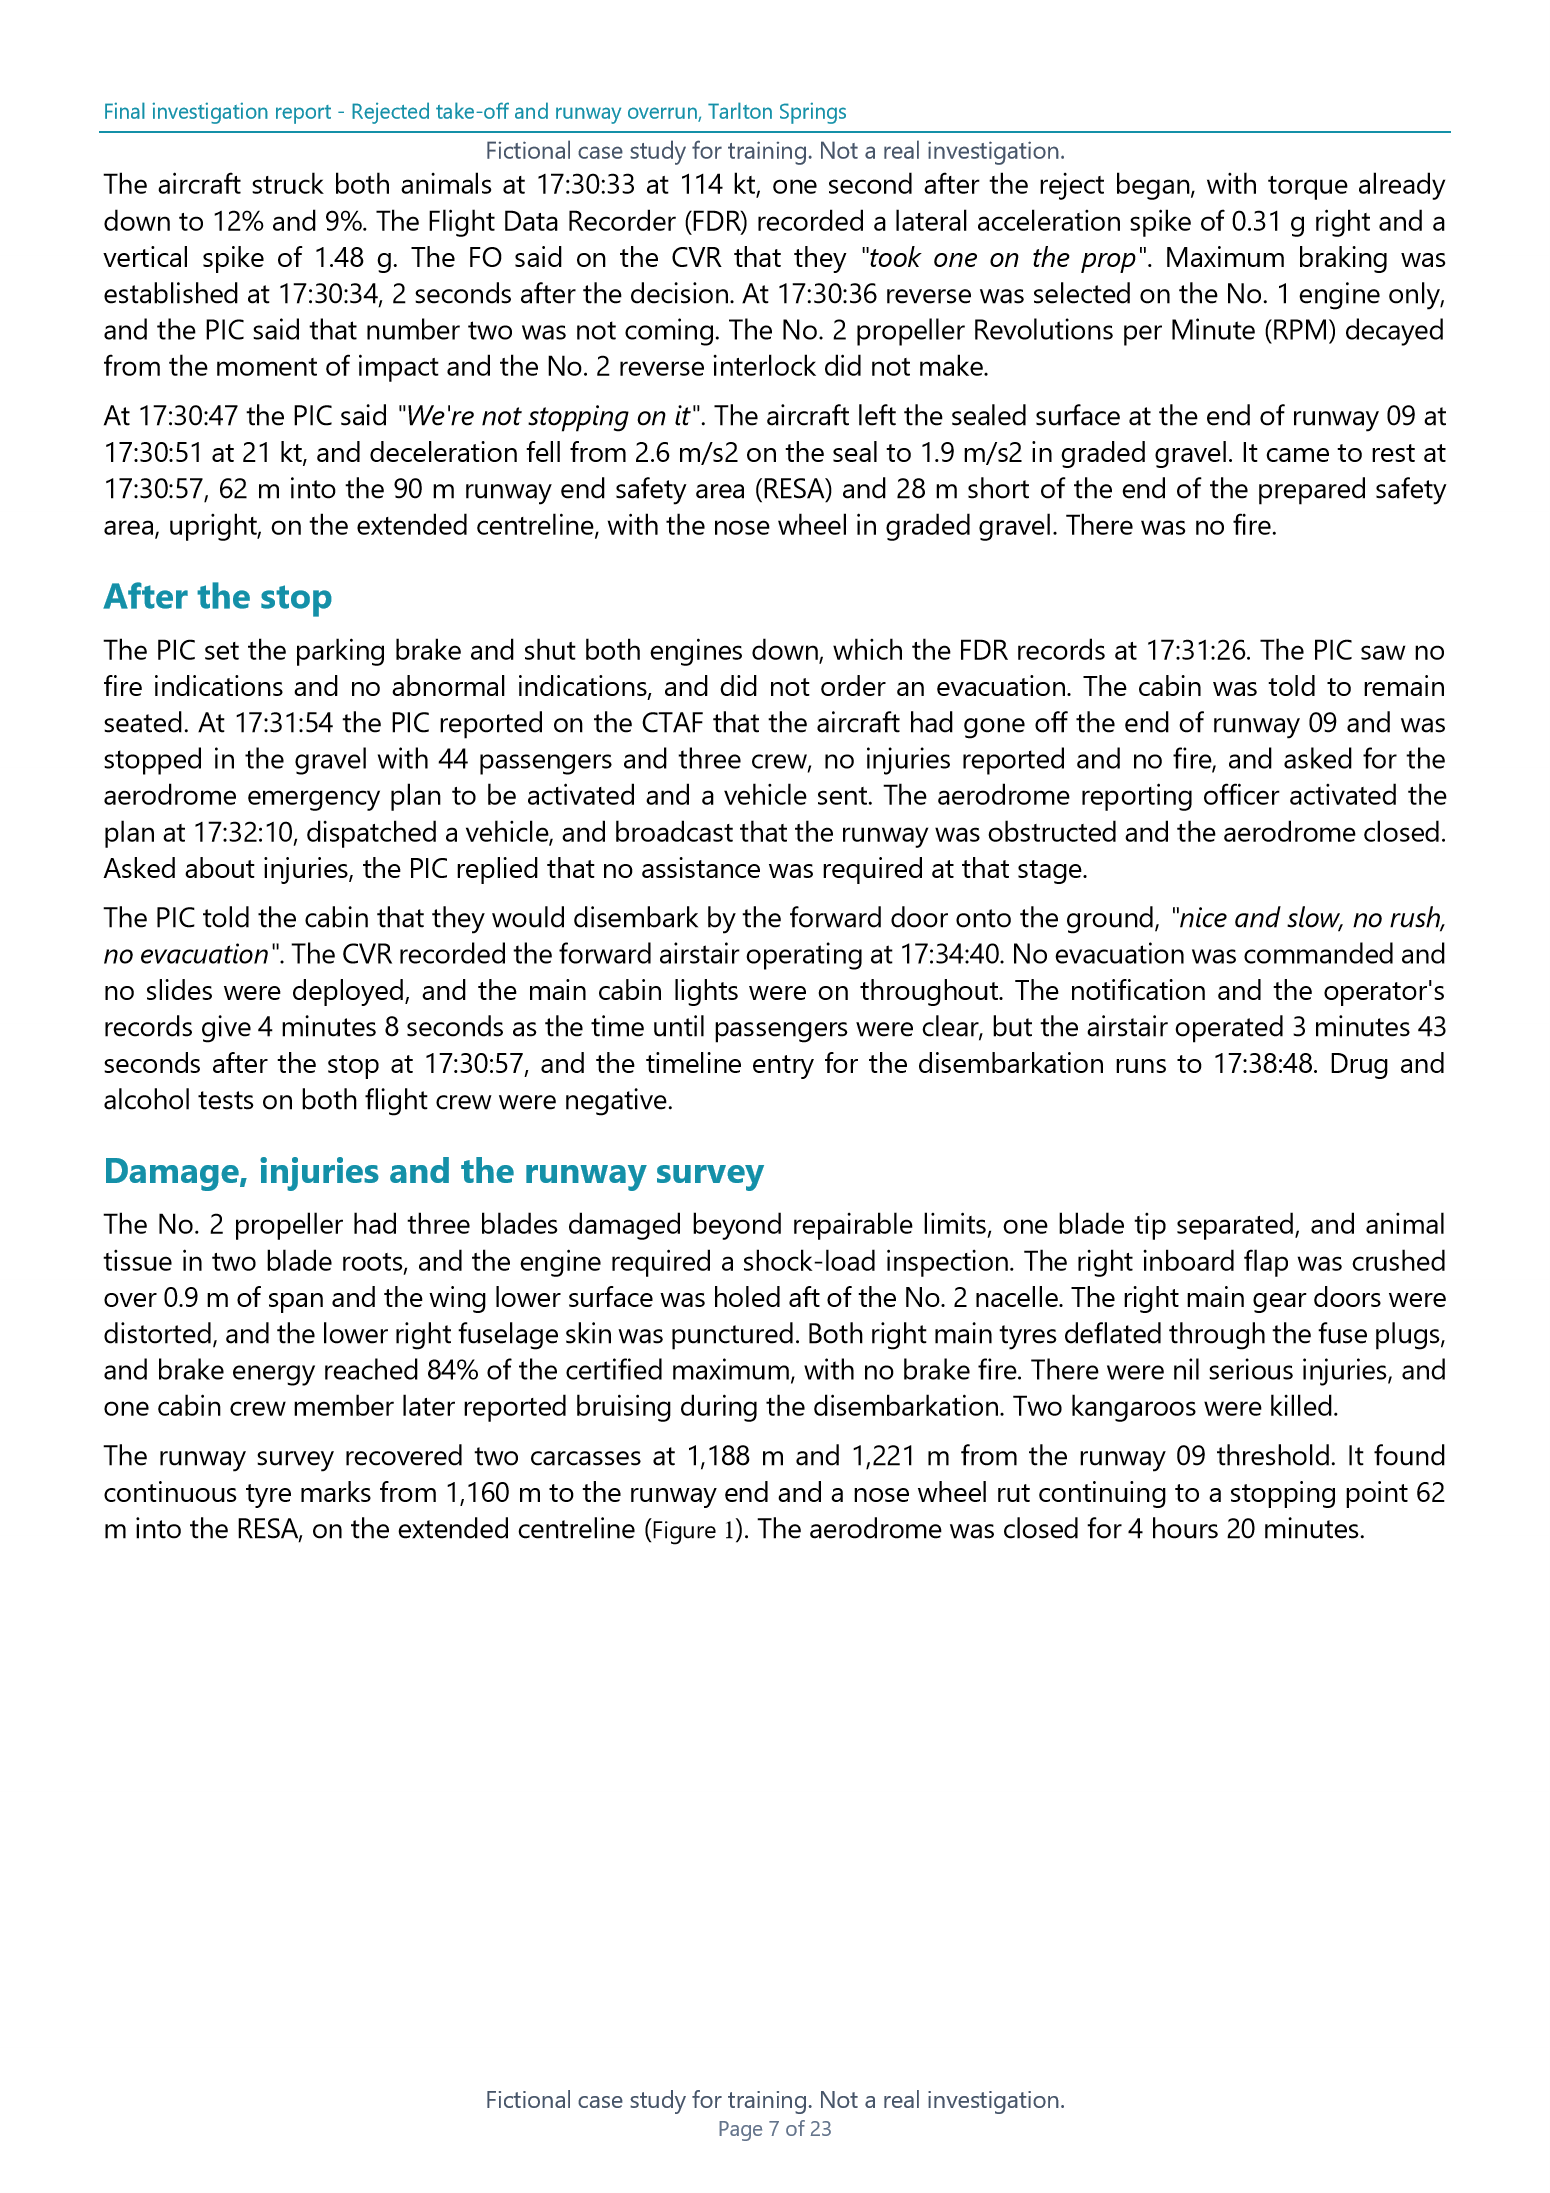 Final investigation report - Rejected take-off and runway overrun, Tarlton Springs
Fictional case study for training. Not a real investigation.
The aircraft struck both animals at 17:30:33 at 114 kt, one second after the reject began, with torque already
down to 12% and 9%. The Flight Data Recorder (FDR) recorded a lateral acceleration spike of 0.31 g right and a
vertical spike of 1.48 g. The FO said on the CVR that they "took one on the prop". Maximum braking was
established at 17:30:34, 2 seconds after the decision. At 17:30:36 reverse was selected on the No. 1 engine only,
and the PIC said that number two was not coming. The No. 2 propeller Revolutions per Minute (RPM) decayed
from the moment of impact and the No. 2 reverse interlock did not make.
At 17:30:47 the PIC said "We're not stopping on it". The aircraft left the sealed surface at the end of runway 09 at
17:30:51 at 21 kt, and deceleration fell from 2.6 m/s2 on the seal to 1.9 m/s2 in graded gravel. It came to rest at
17:30:57, 62 m into the 90 m runway end safety area (RESA) and 28 m short of the end of the prepared safety
area, upright, on the extended centreline, with the nose wheel in graded gravel. There was no fire.
After the stop
The PIC set the parking brake and shut both engines down, which the FDR records at 17:31:26. The PIC saw no
fire indications and no abnormal indications, and did not order an evacuation. The cabin was told to remain
seated. At 17:31:54 the PIC reported on the CTAF that the aircraft had gone off the end of runway 09 and was
stopped in the gravel with 44 passengers and three crew, no injuries reported and no fire, and asked for the
aerodrome emergency plan to be activated and a vehicle sent. The aerodrome reporting officer activated the
plan at 17:32:10, dispatched a vehicle, and broadcast that the runway was obstructed and the aerodrome closed.
Asked about injuries, the PIC replied that no assistance was required at that stage.
The PIC told the cabin that they would disembark by the forward door onto the ground, "nice and slow, no rush,
no evacuation". The CVR recorded the forward airstair operating at 17:34:40. No evacuation was commanded and
no slides were deployed, and the main cabin lights were on throughout. The notification and the operator's
records give 4 minutes 8 seconds as the time until passengers were clear, but the airstair operated 3 minutes 43
seconds after the stop at 17:30:57, and the timeline entry for the disembarkation runs to 17:38:48. Drug and
alcohol tests on both flight crew were negative.
Damage, injuries and the runway survey
The No. 2 propeller had three blades damaged beyond repairable limits, one blade tip separated, and animal
tissue in two blade roots, and the engine required a shock-load inspection. The right inboard flap was crushed
over 0.9 m of span and the wing lower surface was holed aft of the No. 2 nacelle. The right main gear doors were
distorted, and the lower right fuselage skin was punctured. Both right main tyres deflated through the fuse plugs,
and brake energy reached 84% of the certified maximum, with no brake fire. There were nil serious injuries, and
one cabin crew member later reported bruising during the disembarkation. Two kangaroos were killed.
The runway survey recovered two carcasses at 1,188 m and 1,221 m from the runway 09 threshold. It found
continuous tyre marks from 1,160 m to the runway end and a nose wheel rut continuing to a stopping point 62
m into the RESA, on the extended centreline (Figure 1). The aerodrome was closed for 4 hours 20 minutes.
Fictional case study for training. Not a real investigation.
Page 7 of 23